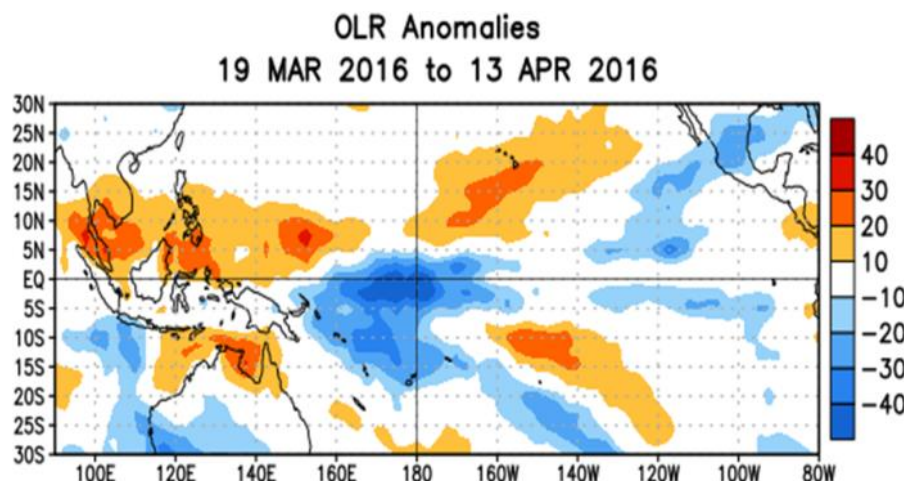 OLR Anomalies
19 MAR 2016 to 13 APR 2016
30N
25N
20N
15N
10N
5N
EQ
5S
10S
15S
20S
25S
30S
100E 120E 140E 160E 180 160W 140W 120W 100W 80W
40
30
20
10
-10
-20
-30
-40